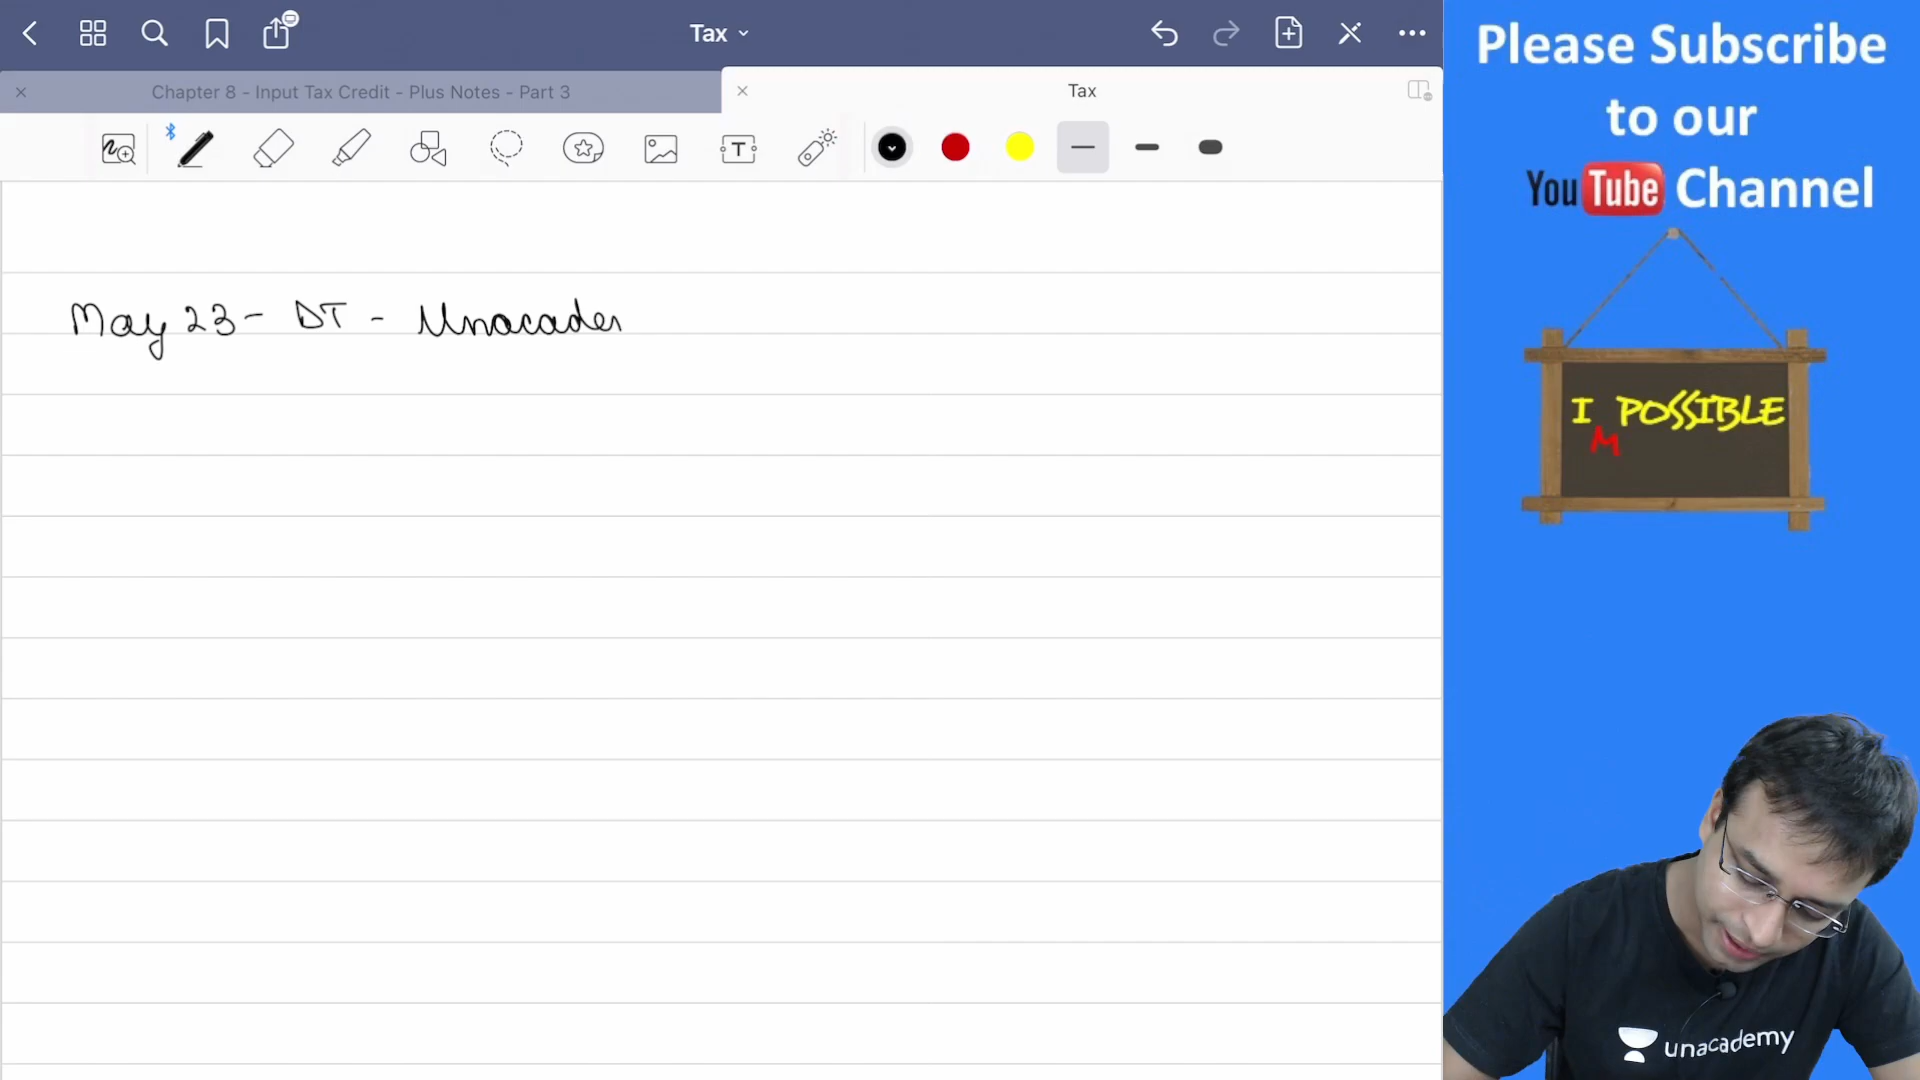 Tax
Chapter 8 - Input Tax Credit - Plus Notes - Part 3
Tax
T
May 23 - DT - Unacader
Please Subscribe
to our
YouTube Channel
I POSSIBLE
M
unacademy